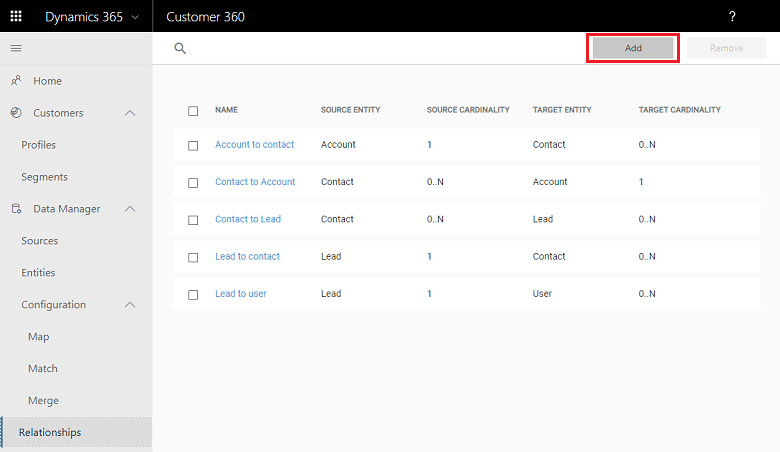 Dynamics 365 Customer 360 ?
Add Remove
Home
Customers
Profiles
Segments
Data Manager
Sources
Entities
Configuration
Map
Match
Merge
Relationships
NAME SOURCE ENTITY SOURCE CARDINALITY TARGET ENTITY TARGET CARDINALITY
Account to contact Account 1 Contact 0..N
Contact to Account Contact 0..N Account 1
Contact to Lead Contact 0..N Lead 0..N
Lead to contact Lead 1 Contact 0..N
Lead to user Lead 1 User 0..N